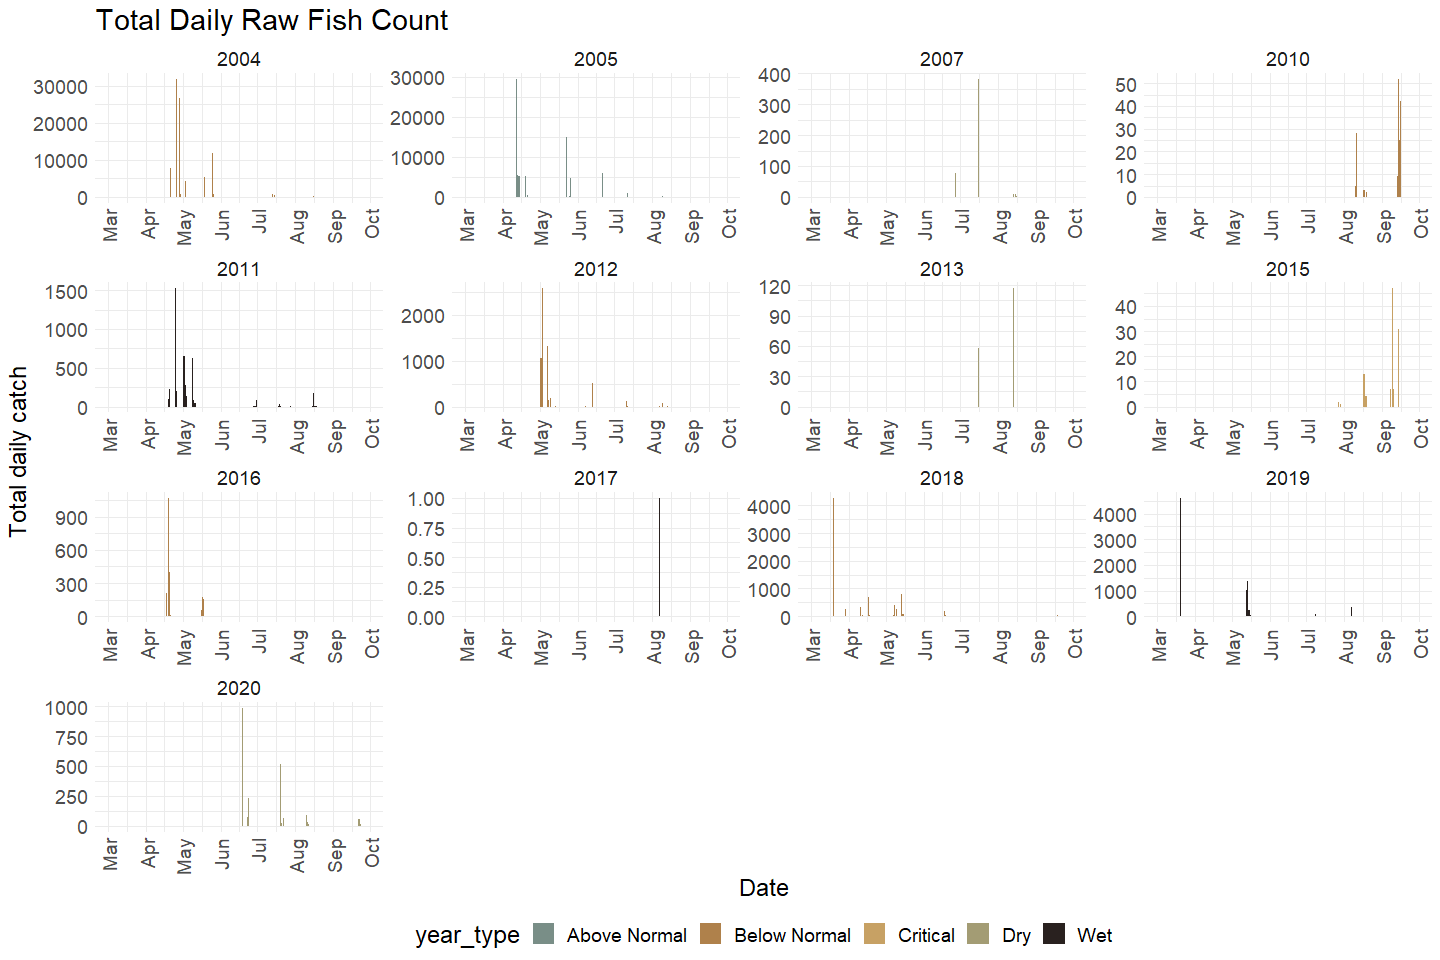 Total Daily Raw Fish Count
2004 2005 2007 2010
30000 20000 10000 0
30000 20000 10000 0
400 300 200 100 0
50 40 30 20 10 0
Mar Apr May Jun Jul Aug Sep Oct
Mar Apr May Jun Jul Aug Sep Oct
Mar Apr May Jun Jul Aug Sep Oct
Mar Apr May Jun Jul Aug Sep Oct
2011 2012 2013 2015
1500 1000 500 0
2000 1000 0
120 90 60 30 0
40 30 20 10 0
Mar Apr May Jun Jul Aug Sep Oct
Mar Apr May Jun Jul Aug Sep Oct
Mar Apr May Jun Jul Aug Sep Oct
Mar Apr May Jun Jul Aug Sep Oct
2016 2017 2018 2019
900 600 300 0
1.00 0.75 0.50 0.25 0.00
4000 3000 2000 1000 0
4000 3000 2000 1000 0
Mar Apr May Jun Jul Aug Sep Oct
Mar Apr May Jun Jul Aug Sep Oct
Mar Apr May Jun Jul Aug Sep Oct
Mar Apr May Jun Jul Aug Sep Oct
2020
1000 750 500 250 0
Mar Apr May Jun Jul Aug Sep Oct
Total daily catch
Date
year_type Above Normal Below Normal Critical Dry Wet